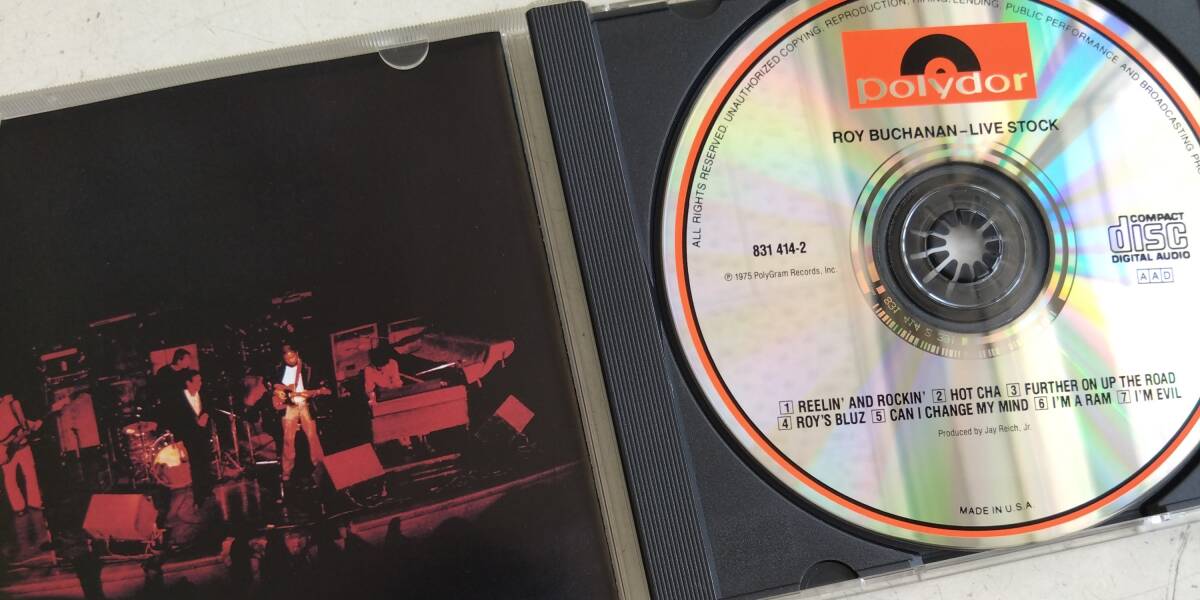 ALL RIGHTS RESERVED. UNAUTHORIZED COPYING, REPRODUCTION, HIRING, LENDING, PUBLIC PERFORMANCE AND BROADCASTING
polydor
ROY BUCHANAN – LIVE STOCK
831 414-2
℗ 1975 PolyGram Records, Inc.
COMPACT
disc
DIGITAL AUDIO
AAD
1 REELIN' AND ROCKIN' 2 HOT CHA 3 FURTHER ON UP THE ROAD
4 ROY'S BLUZ 5 CAN I CHANGE MY MIND 6 I'M A RAM 7 I'M EVIL
Produced by Jay Reich, Jr.
MADE IN U.S.A.